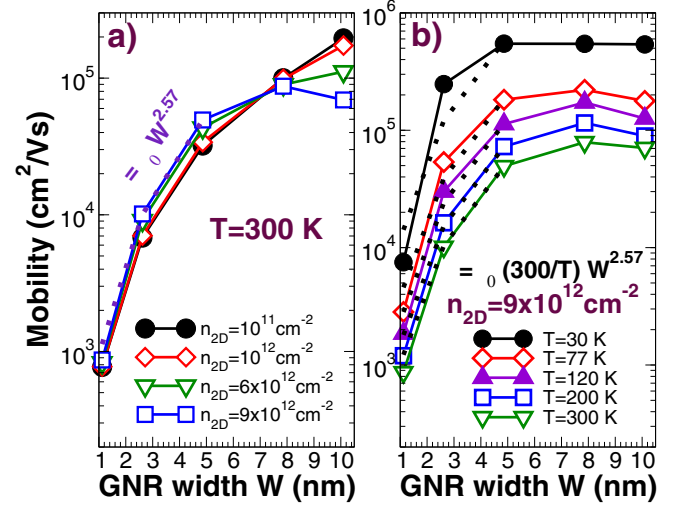 a)
b)
Mobility (cm²/Vs)
10⁵
10⁴
10³
= ₀ W²·⁵⁷
T=300 K
n₂D=10¹¹cm⁻²
n₂D=10¹²cm⁻²
n₂D=6x10¹²cm⁻²
n₂D=9x10¹²cm⁻²
1 2 3 4 5 6 7 8 9 10
GNR width W (nm)
10⁶
10⁵
10⁴
10³
= ₀ (300/T) W²·⁵⁷
n₂D=9x10¹²cm⁻²
T=30 K
T=77 K
T=120 K
T=200 K
T=300 K
1 2 3 4 5 6 7 8 9 10
GNR width W (nm)